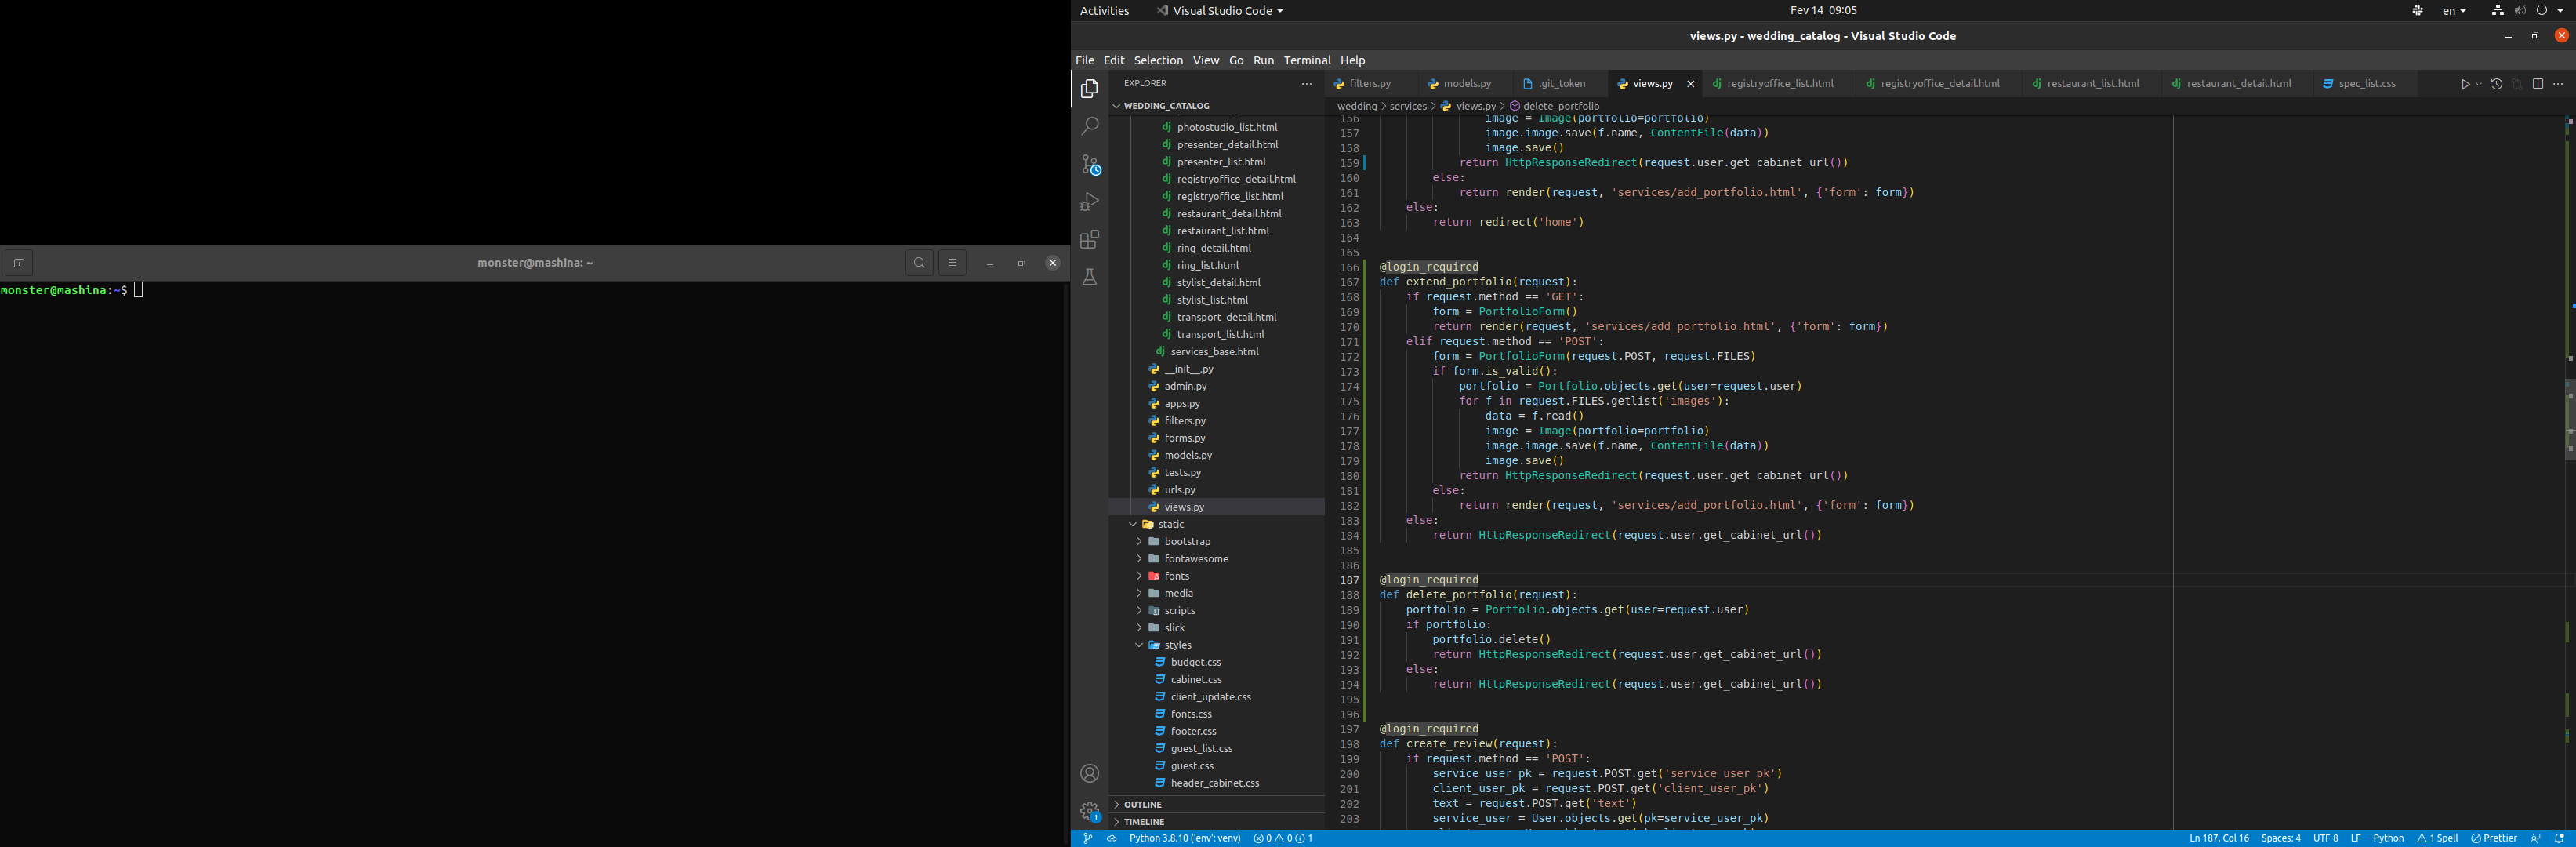 Activities
Visual Studio Code
Fev 14 09:05
en
views.py - wedding_catalog - Visual Studio Code
File Edit Selection View Go Run Terminal Help
monster@mashina: ~
monster@mashina:~$
EXPLORER
WEDDING_CATALOG
photostudio_list.html
presenter_detail.html
presenter_list.html
registryoffice_detail.html
registryoffice_list.html
restaurant_detail.html
restaurant_list.html
ring_detail.html
ring_list.html
stylist_detail.html
stylist_list.html
transport_detail.html
transport_list.html
services_base.html
__init__.py
admin.py
apps.py
filters.py
forms.py
models.py
tests.py
urls.py
views.py
static
bootstrap
fontawesome
fonts
media
scripts
slick
styles
budget.css
cabinet.css
client_update.css
fonts.css
footer.css
guest_list.css
guest.css
header_cabinet.css
OUTLINE
TIMELINE
filters.py models.py .git_token views.py registryoffice_list.html registryoffice_detail.html restaurant_list.html restaurant_detail.html spec_list.css
wedding > services > views.py > delete_portfolio
156 image = Image(portfolio=portfolio)
157 image.image.save(f.name, ContentFile(data))
158 image.save()
159 return HttpResponseRedirect(request.user.get_cabinet_url())
160 else:
161 return render(request, 'services/add_portfolio.html', {'form': form})
162 else:
163 return redirect('home')
164
165
166 @login_required
167 def extend_portfolio(request):
168 if request.method == 'GET':
169 form = PortfolioForm()
170 return render(request, 'services/add_portfolio.html', {'form': form})
171 elif request.method == 'POST':
172 form = PortfolioForm(request.POST, request.FILES)
173 if form.is_valid():
174 portfolio = Portfolio.objects.get(user=request.user)
175 for f in request.FILES.getlist('images'):
176 data = f.read()
177 image = Image(portfolio=portfolio)
178 image.image.save(f.name, ContentFile(data))
179 image.save()
180 return HttpResponseRedirect(request.user.get_cabinet_url())
181 else:
182 return render(request, 'services/add_portfolio.html', {'form': form})
183 else:
184 return HttpResponseRedirect(request.user.get_cabinet_url())
185
186
187 @login_required
188 def delete_portfolio(request):
189 portfolio = Portfolio.objects.get(user=request.user)
190 if portfolio:
191 portfolio.delete()
192 return HttpResponseRedirect(request.user.get_cabinet_url())
193 else:
194 return HttpResponseRedirect(request.user.get_cabinet_url())
195
196
197 @login_required
198 def create_review(request):
199 if request.method == 'POST':
200 service_user_pk = request.POST.get('service_user_pk')
201 client_user_pk = request.POST.get('client_user_pk')
202 text = request.POST.get('text')
203 service_user = User.objects.get(pk=service_user_pk)
1
Python 3.8.10 ('env': venv) 0 0 1
Ln 187, Col 16 Spaces: 4 UTF-8 LF Python 1 Spell Prettier